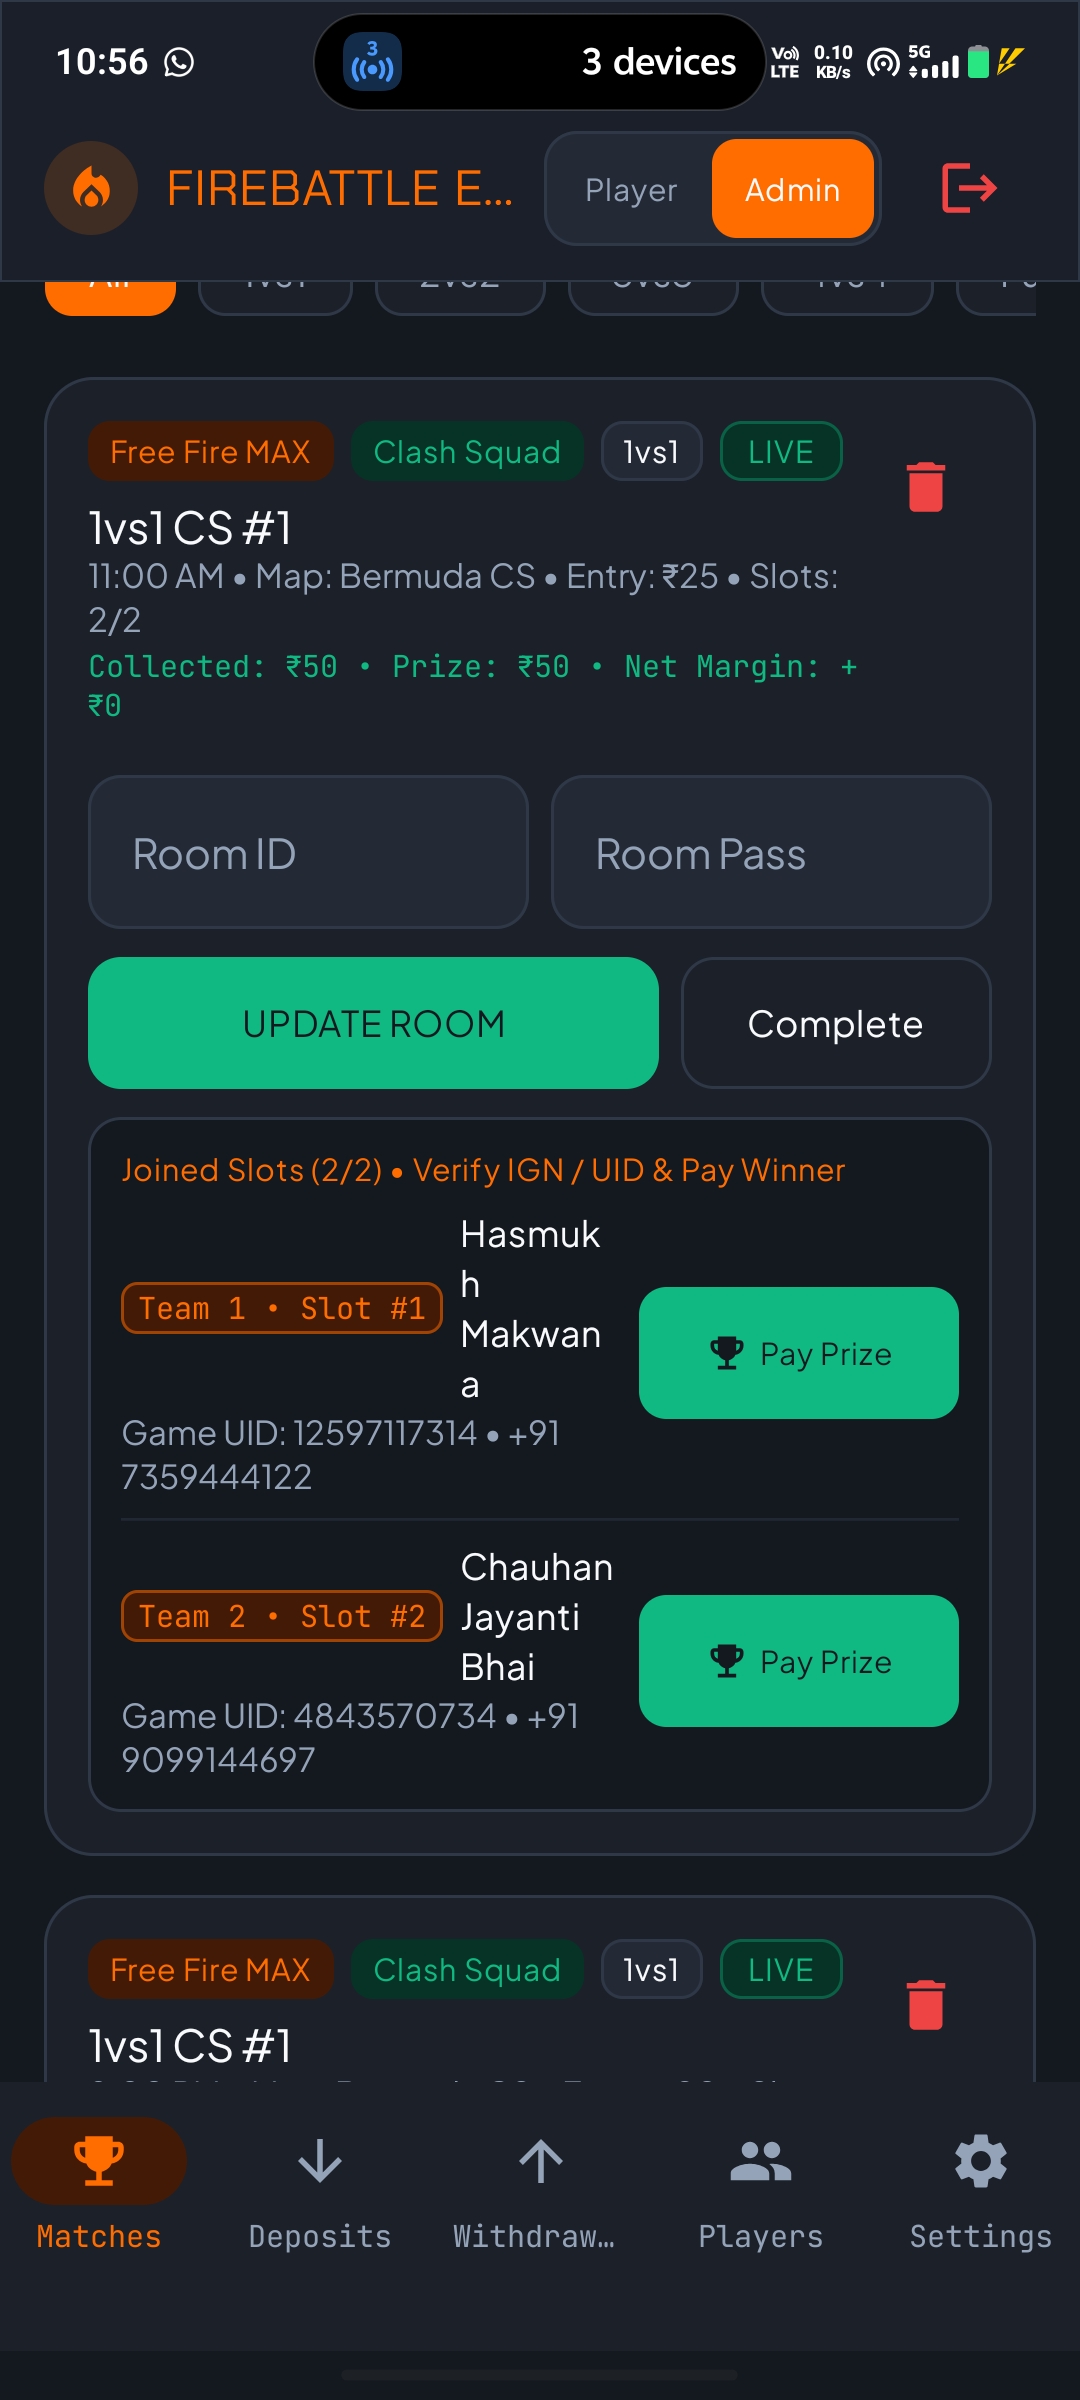 10:56
3
3 devices
Vo)) LTE
0.10 KB/s
5G
FIREBATTLE E...
Player
Admin
Free Fire MAX
Clash Squad
1vs1
LIVE
1vs1 CS #1
11:00 AM • Map: Bermuda CS • Entry: ₹25 • Slots:
2/2
Collected: ₹50 • Prize: ₹50 • Net Margin: +
₹0
Room ID
Room Pass
UPDATE ROOM
Complete
Joined Slots (2/2) • Verify IGN / UID & Pay Winner
Team 1 • Slot #1
Hasmuk
h
Makwan
a
Pay Prize
Game UID: 12597117314 • +91
7359444122
Team 2 • Slot #2
Chauhan
Jayanti
Bhai
Pay Prize
Game UID: 4843570734 • +91
9099144697
Free Fire MAX
Clash Squad
1vs1
LIVE
1vs1 CS #1
Matches
Deposits
Withdraw...
Players
Settings